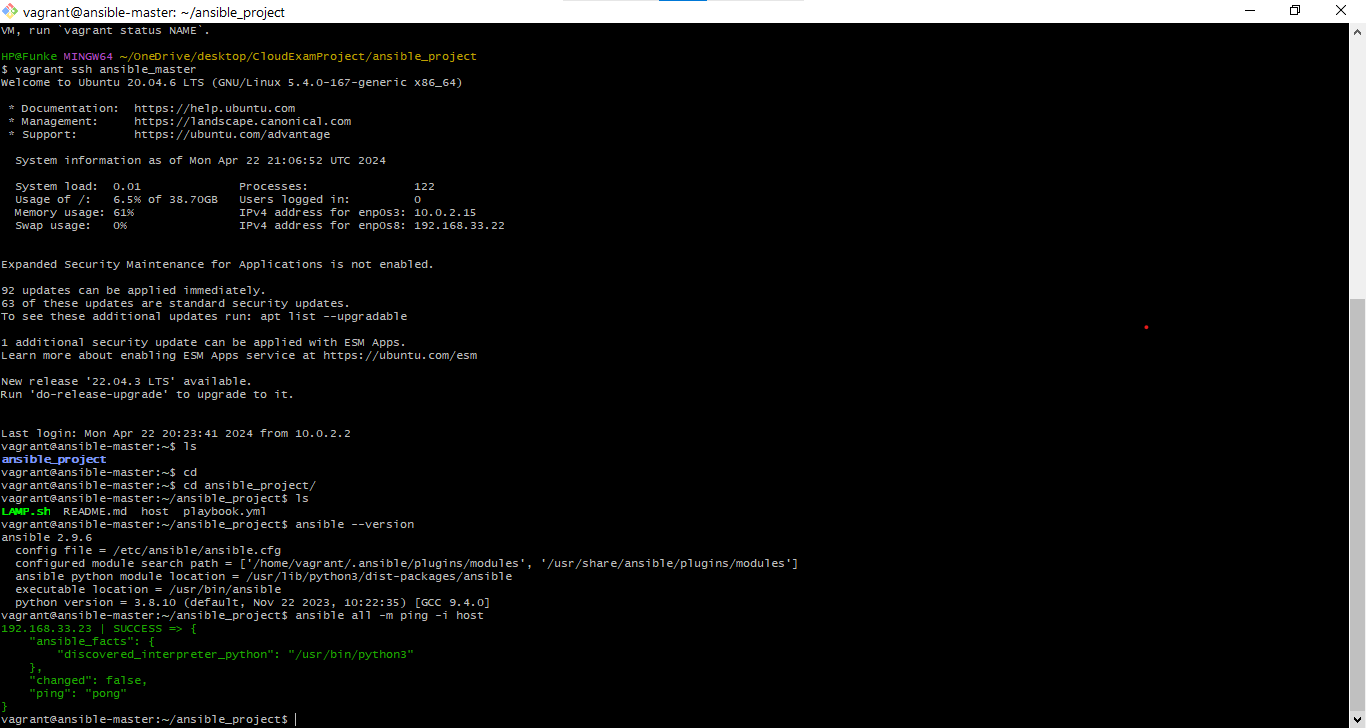 vagrant@ansible-master: ~/ansible_project
VM, run `vagrant status NAME`.
HP@Funke MINGW64 ~/OneDrive/desktop/CloudExamProject/ansible_project
$ vagrant ssh ansible_master
Welcome to Ubuntu 20.04.6 LTS (GNU/Linux 5.4.0-167-generic x86_64)
* Documentation:  https://help.ubuntu.com
* Management:     https://landscape.canonical.com
* Support:        https://ubuntu.com/advantage
System information as of Mon Apr 22 21:06:52 UTC 2024
System load:  0.01              Processes:               122
Usage of /:   6.5% of 38.70GB   Users logged in:         0
Memory usage: 61%               IPv4 address for enp0s3: 10.0.2.15
Swap usage:   0%                IPv4 address for enp0s8: 192.168.33.22
Expanded Security Maintenance for Applications is not enabled.
92 updates can be applied immediately.
63 of these updates are standard security updates.
To see these additional updates run: apt list --upgradable
1 additional security update can be applied with ESM Apps.
Learn more about enabling ESM Apps service at https://ubuntu.com/esm
New release '22.04.3 LTS' available.
Run 'do-release-upgrade' to upgrade to it.
Last login: Mon Apr 22 20:23:41 2024 from 10.0.2.2
vagrant@ansible-master:~$ ls
ansible_project
vagrant@ansible-master:~$ cd
vagrant@ansible-master:~$ cd ansible_project/
vagrant@ansible-master:~/ansible_project$ ls
LAMP.sh  README.md  host  playbook.yml
vagrant@ansible-master:~/ansible_project$ ansible --version
ansible 2.9.6
  config file = /etc/ansible/ansible.cfg
  configured module search path = ['/home/vagrant/.ansible/plugins/modules', '/usr/share/ansible/plugins/modules']
  ansible python module location = /usr/lib/python3/dist-packages/ansible
  executable location = /usr/bin/ansible
  python version = 3.8.10 (default, Nov 22 2023, 10:22:35) [GCC 9.4.0]
vagrant@ansible-master:~/ansible_project$ ansible all -m ping -i host
192.168.33.23 | SUCCESS => {
    "ansible_facts": {
        "discovered_interpreter_python": "/usr/bin/python3"
    },
    "changed": false,
    "ping": "pong"
}
vagrant@ansible-master:~/ansible_project$